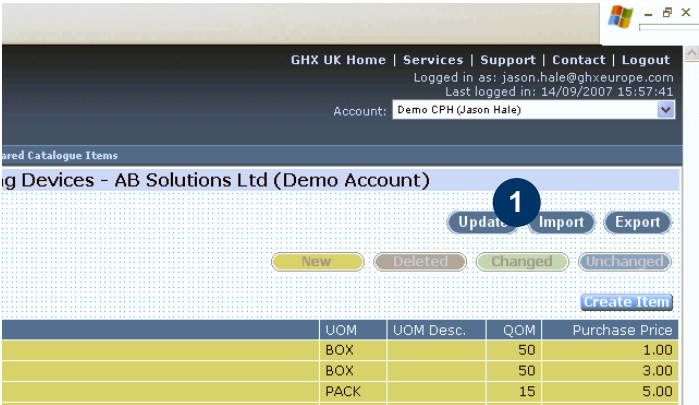 GHX UK Home | Services | Support | Contact | Logout
Logged in as: jason.hale@ghxeurope.com
Last logged in: 14/09/2007 15:57:41
Account: Demo CPH (Jason Hale)
ared Catalogue Items
g Devices - AB Solutions Ltd (Demo Account)
1
Update Import Export
New Deleted Changed Unchanged
Create Item
UOM UOM Desc. QOM Purchase Price
BOX 50 1.00
BOX 50 3.00
PACK 15 5.00